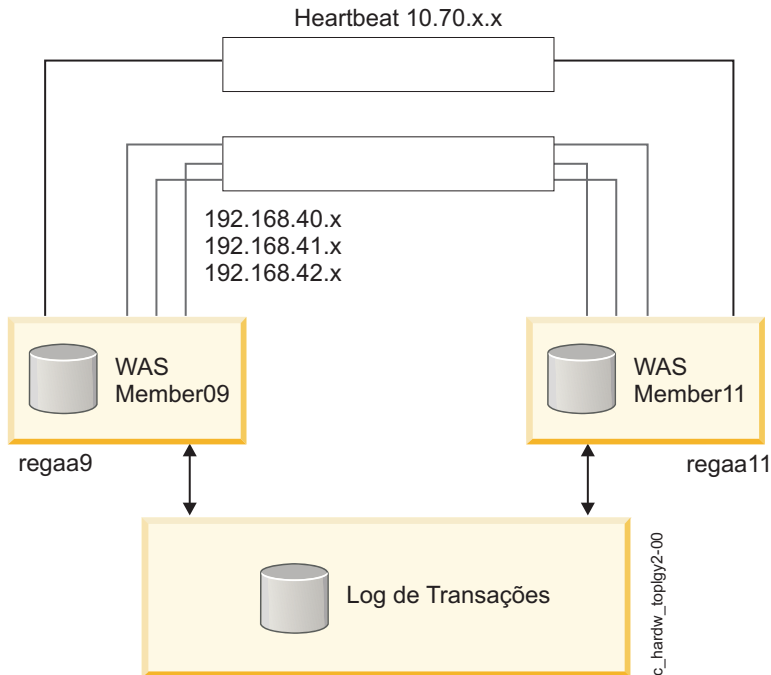 Heartbeat 10.70.x.x
192.168.40.x
192.168.41.x
192.168.42.x
WAS
Member09
WAS
Member11
regaa9
regaa11
Log de Transações
c_hardw_toplgy2-00